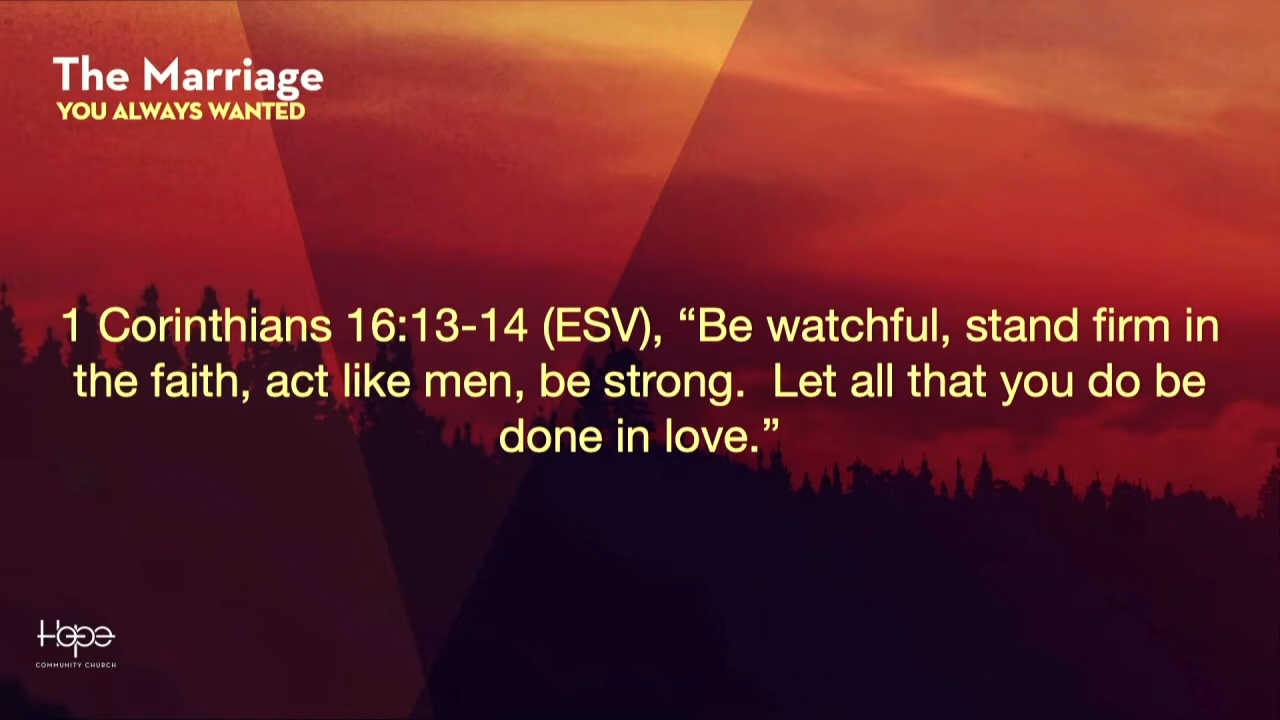 The Marriage
YOU ALWAYS WANTED
1 Corinthians 16:13-14 (ESV), “Be watchful, stand firm in
the faith, act like men, be strong.  Let all that you do be
done in love.”
Hope
COMMUNITY CHURCH